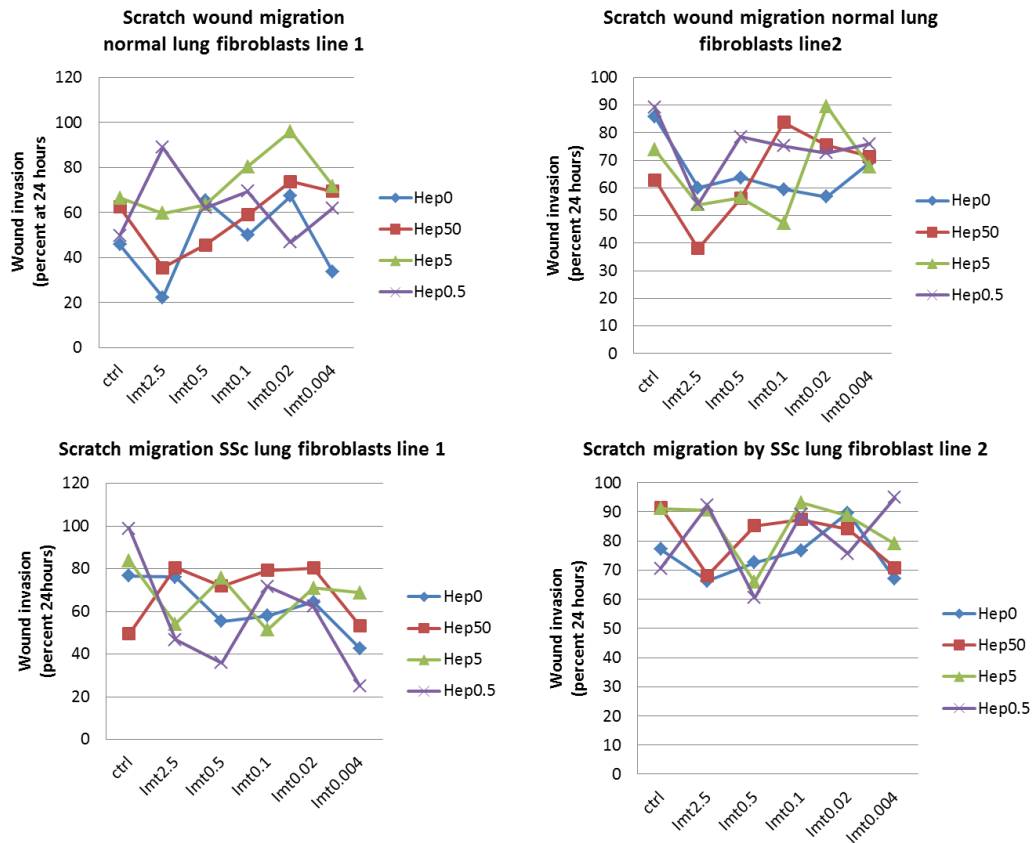 Scratch wound migration
normal lung fibroblasts line 1
120
100
80
60
40
20
0
Wound invasion
(percent at 24 hours)
ctrl
Imt2.5
Imt0.5
Imt0.1
Imt0.02
Imt0.004
Hep0
Hep50
Hep5
Hep0.5
Scratch wound migration normal lung
fibroblasts line2
100
90
80
70
60
50
40
30
20
10
0
Wound invasion
(percent 24 hours)
ctrl
Imt2.5
Imt0.5
Imt0.1
Imt0.02
Imt0.004
Hep0
Hep50
Hep5
Hep0.5
Scratch migration SSc lung fibroblasts line 1
120
100
80
60
40
20
0
Wound invasion
(percent 24hours)
ctrl
Imt2.5
Imt0.5
Imt0.1
Imt0.02
Imt0.004
Hep0
Hep50
Hep5
Hep0.5
Scratch migration by SSc lung fibroblast line 2
100
90
80
70
60
50
40
30
20
10
0
Wound invasion
(percent 24 hours)
ctrl
Imt2.5
Imt0.5
Imt0.1
Imt0.02
Imt0.004
Hep0
Hep50
Hep5
Hep0.5